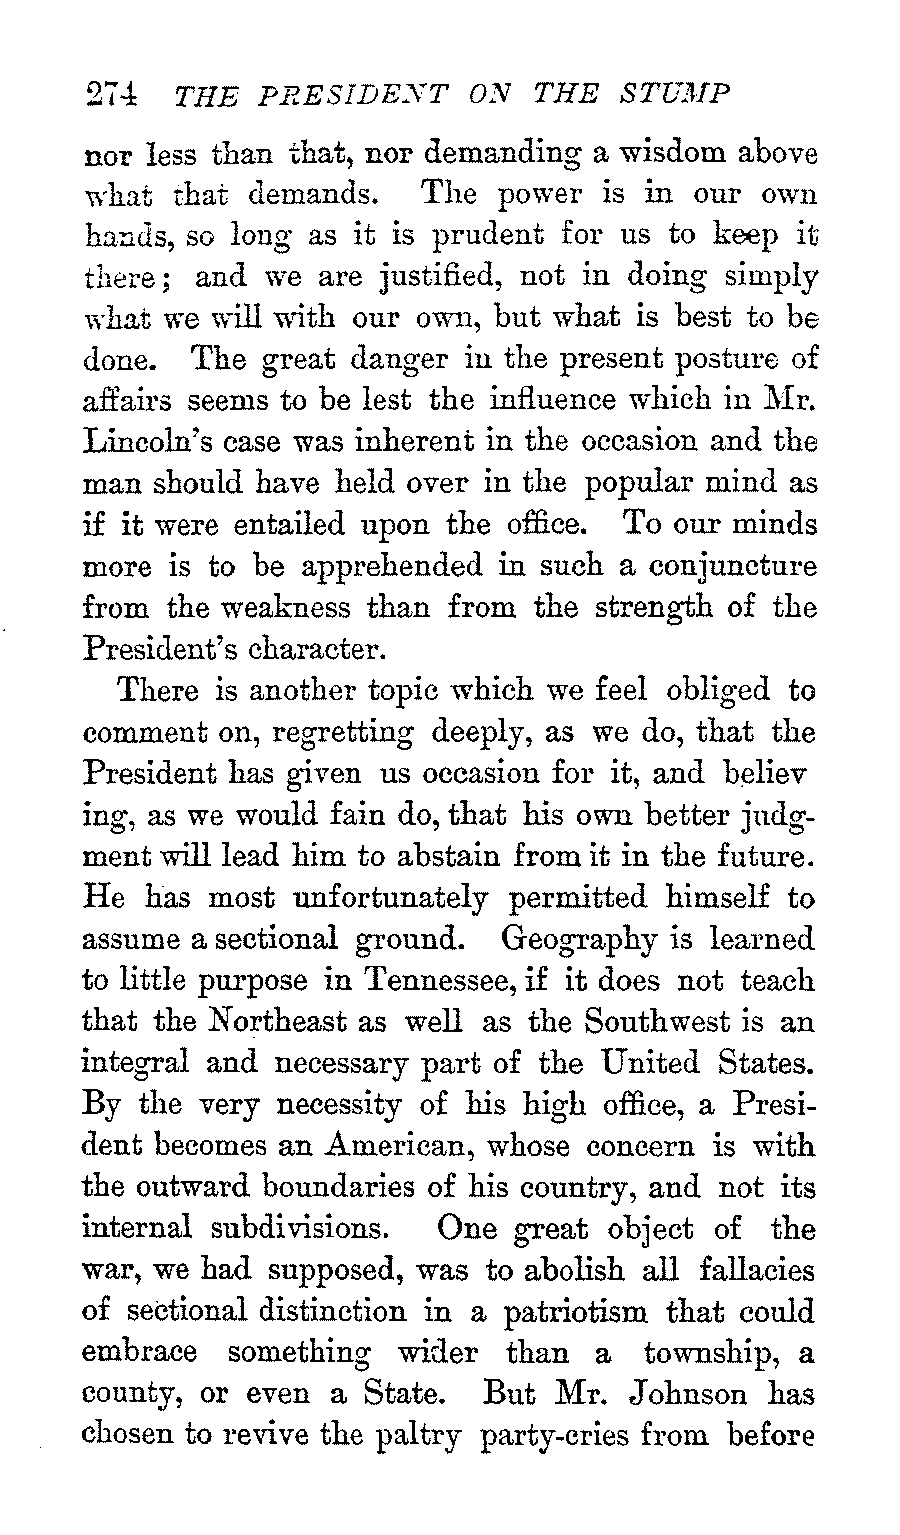 274 THE PRESIDENT ON THE STUMP
nor less than that, nor demanding a wisdom above
what that demands. The power is in our own
hands, so long as it is prudent for us to keep it
there; and we are justified, not in doing simply
what we will with our own, but what is best to be
done. The great danger in the present posture of
affairs seems to be lest the influence which in Mr.
Lincoln's case was inherent in the occasion and the
man should have held over in the popular mind as
if it were entailed upon the office. To our minds
more is to be apprehended in such a conjuncture
from the weakness than from the strength of the
President's character.
There is another topic which we feel obliged to
comment on, regretting deeply, as we do, that the
President has given us occasion for it, and believ
ing, as we would fain do, that his own better judg-
ment will lead him to abstain from it in the future.
He has most unfortunately permitted himself to
assume a sectional ground. Geography is learned
to little purpose in Tennessee, if it does not teach
that the Northeast as well as the Southwest is an
integral and necessary part of the United States.
By the very necessity of his high office, a Presi-
dent becomes an American, whose concern is with
the outward boundaries of his country, and not its
internal subdivisions. One great object of the
war, we had supposed, was to abolish all fallacies
of sectional distinction in a patriotism that could
embrace something wider than a township, a
county, or even a State. But Mr. Johnson has
chosen to revive the paltry party-cries from before